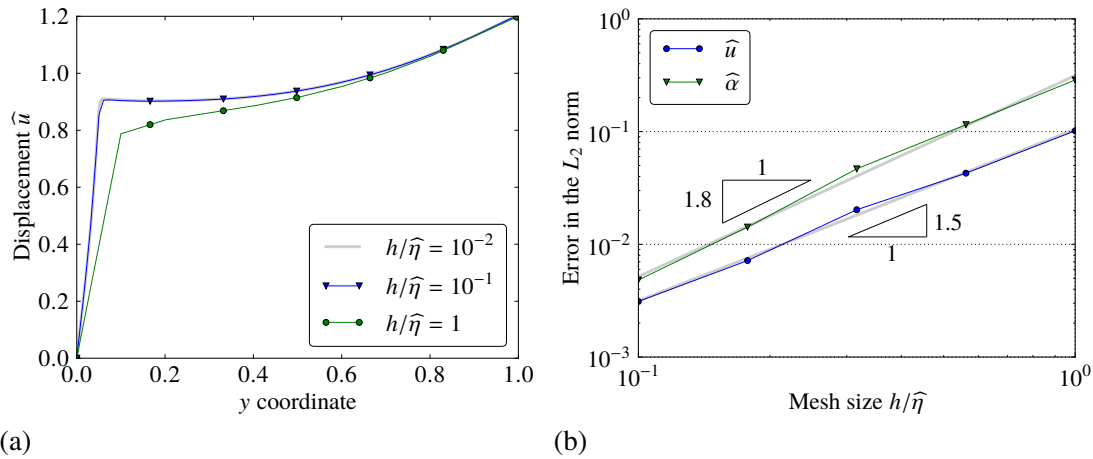 1.2
1.0
0.8
0.6
0.4
0.2
0.0
Displacement û
h/η̂ = 10⁻²
h/η̂ = 10⁻¹
h/η̂ = 1
0.0 0.2 0.4 0.6 0.8 1.0
y coordinate
(a)
10⁰
10⁻¹
10⁻²
10⁻³
Error in the L₂ norm
û
α̂
1
1.8
1.5
1
10⁻¹ 10⁰
Mesh size h/η̂
(b)